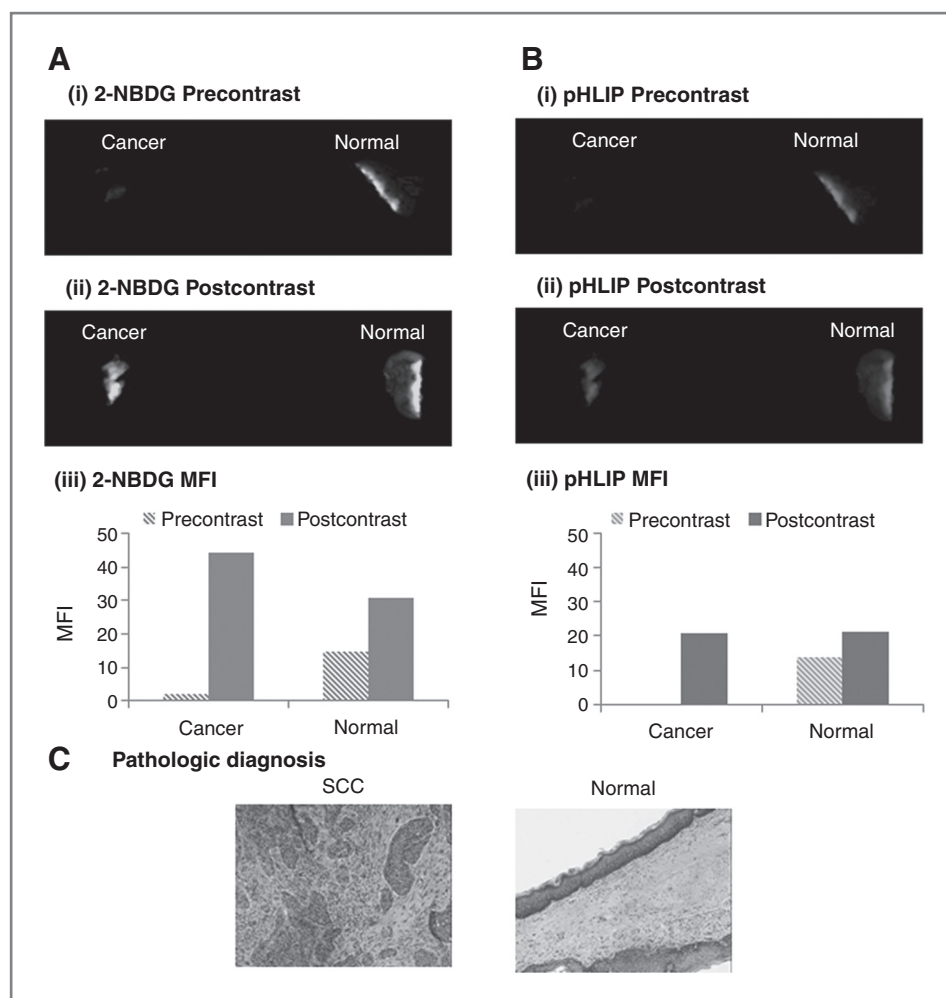 A
(i) 2-NBDG Precontrast
Cancer Normal
(ii) 2-NBDG Postcontrast
Cancer Normal
(iii) 2-NBDG MFI
Precontrast Postcontrast
50
40
30
20
10
0
MFI
Cancer Normal
B
(i) pHLIP Precontrast
Cancer Normal
(ii) pHLIP Postcontrast
Cancer Normal
(iii) pHLIP MFI
Precontrast Postcontrast
50
40
30
20
10
0
MFI
Cancer Normal
C Pathologic diagnosis
SCC Normal